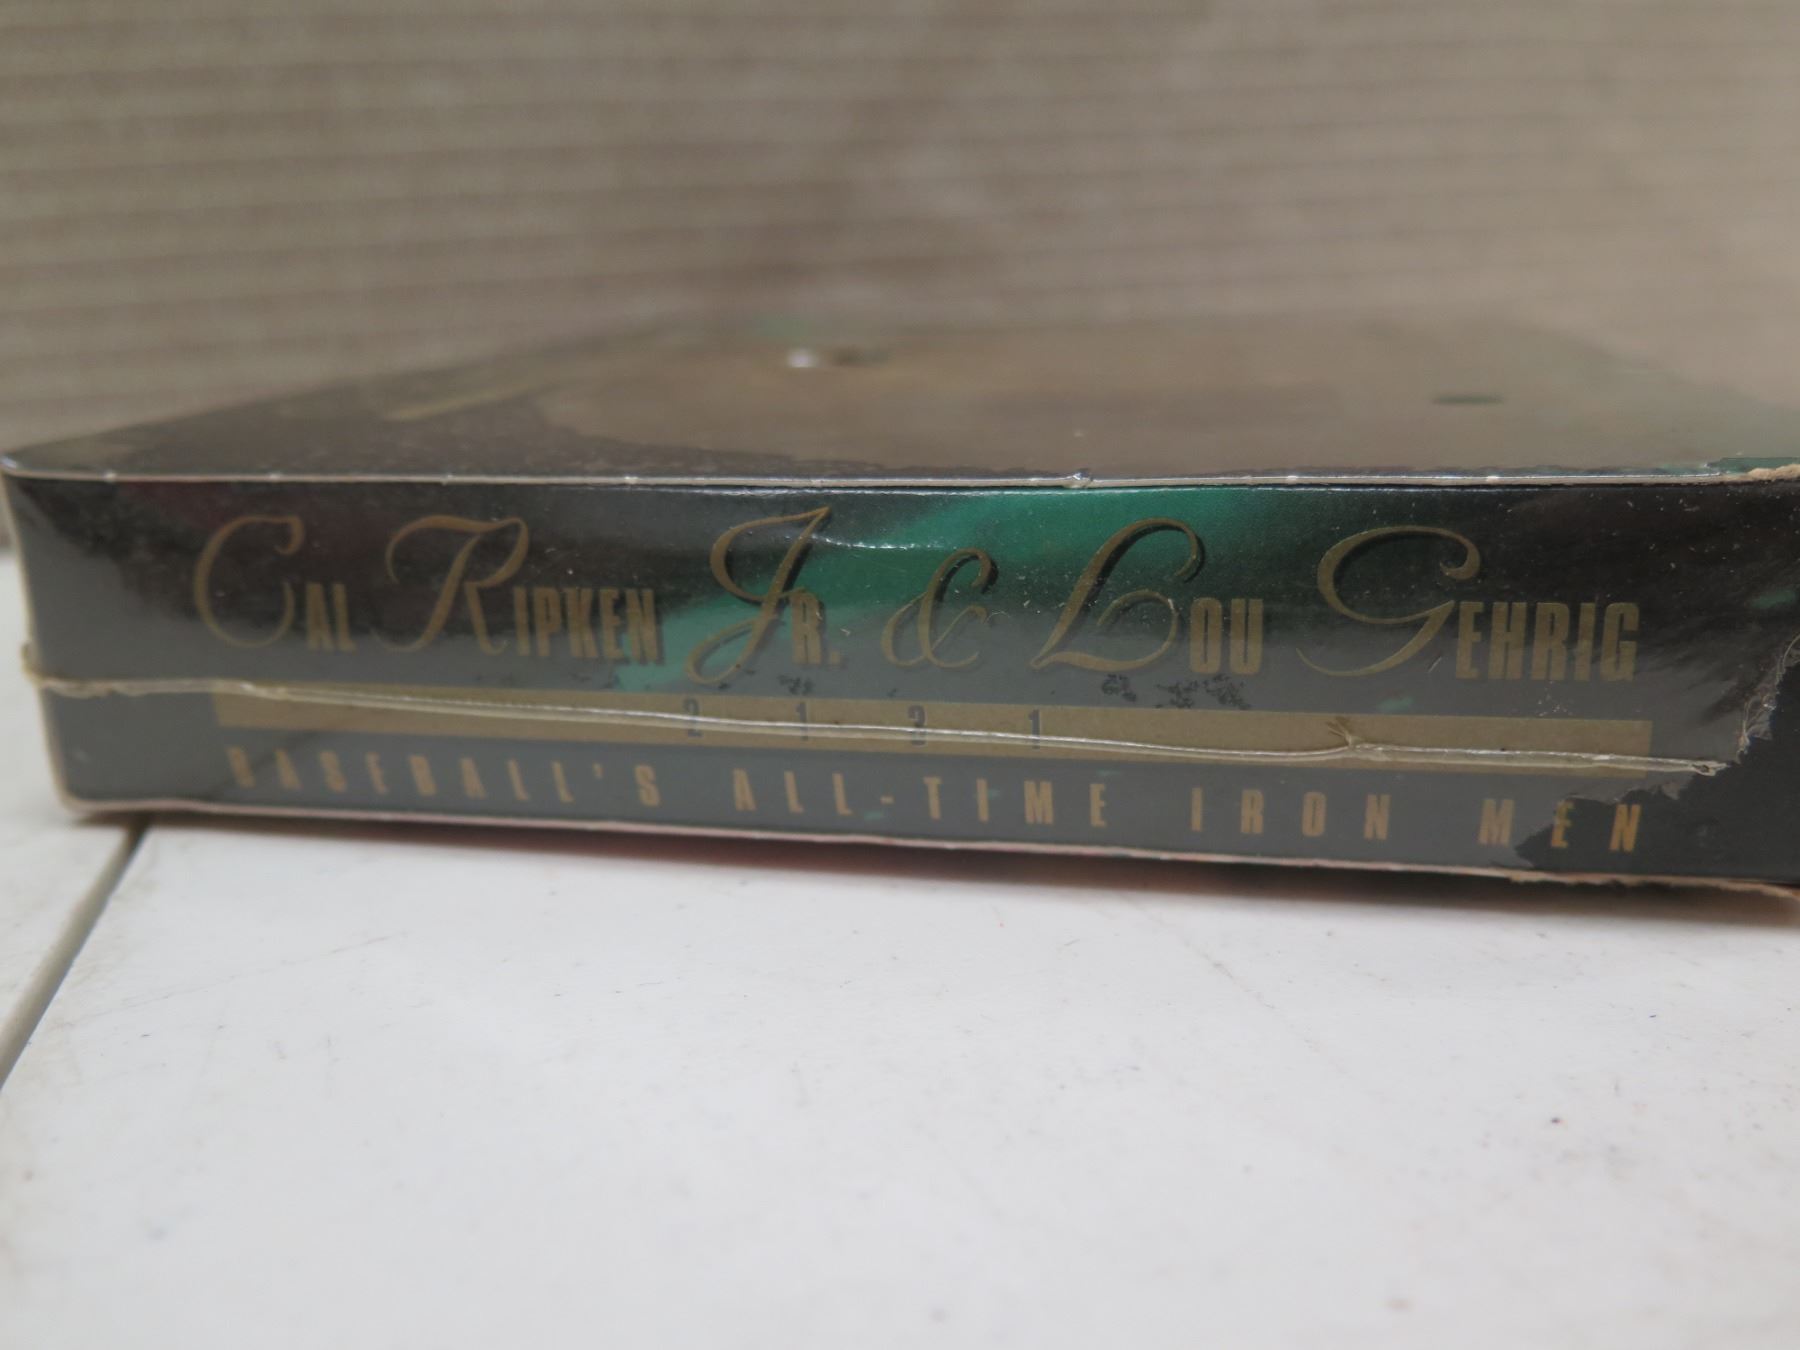 CAL RIPKEN JR. & LOU GEHRIG
2131
BASEBALL'S ALL-TIME IRON MEN